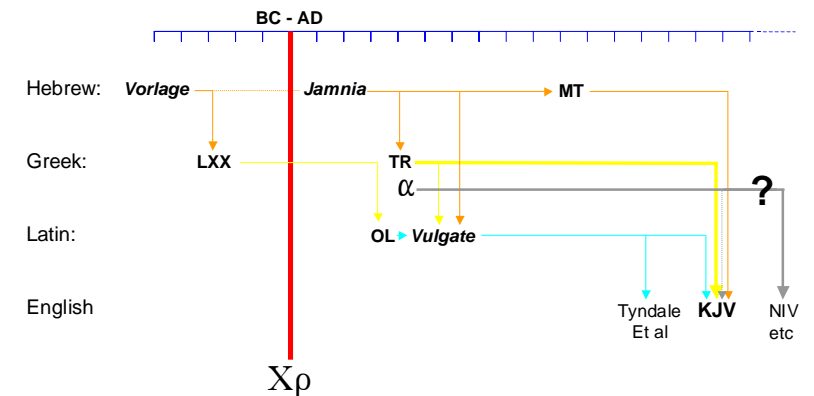 BC - AD
Hebrew: Vorlage Jamnia MT
Greek: LXX TR
α ?
Latin: OL Vulgate
English Tyndale KJV NIV
Et al etc
Χρ